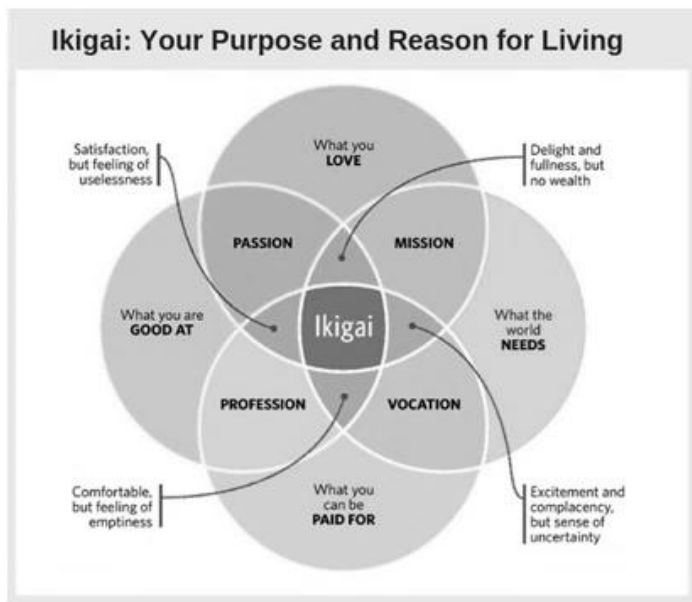 Ikigai: Your Purpose and Reason for Living
Satisfaction,
but feeling of
uselessness
What you
LOVE
Delight and
fullness, but
no wealth
PASSION
MISSION
What you are
GOOD AT
Ikigai
What the
world
NEEDS
PROFESSION
VOCATION
Comfortable,
but feeling of
emptiness
What you
can be
PAID FOR
Excitement and
complacency,
but sense of
uncertainty